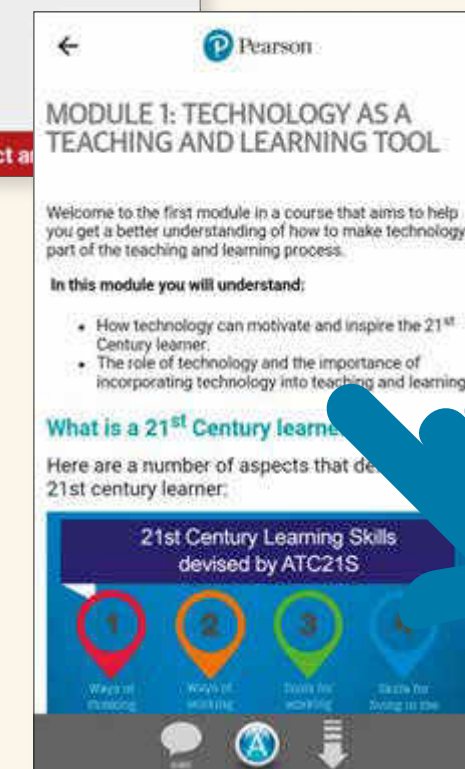 Pearson
MODULE 1: TECHNOLOGY AS A
TEACHING AND LEARNING TOOL
ct a
Welcome to the first module in a course that aims to help
you get a better understanding of how to make technology
part of the teaching and learning process.
In this module you will understand:
• How technology can motivate and inspire the 21st
Century learner.
• The role of technology and the importance of
incorporating technology into teaching and learning
What is a 21st Century learne
Here are a number of aspects that de
21st century learner:
21st Century Learning Skills
devised by ATC21S
1
2
3
4
Ways of
thinking
Ways of
working
Tools for
working
Skills for
living in the
A